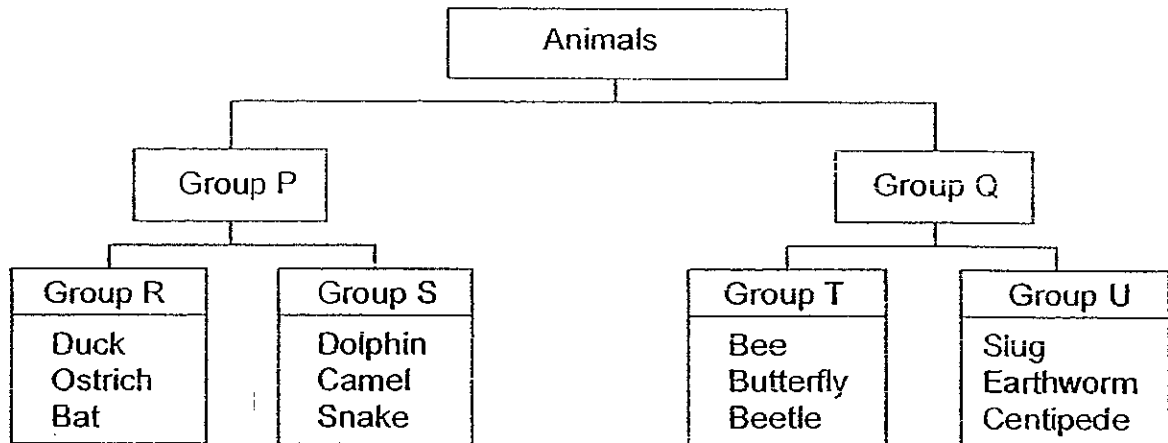 Animals
Group P
Group Q
Group R
Duck
Ostrich
Bat
Group S
Dolphin
Camel
Snake
Group T
Bee
Butterfly
Beetle
Group U
Slug
Earthworm
Centipede